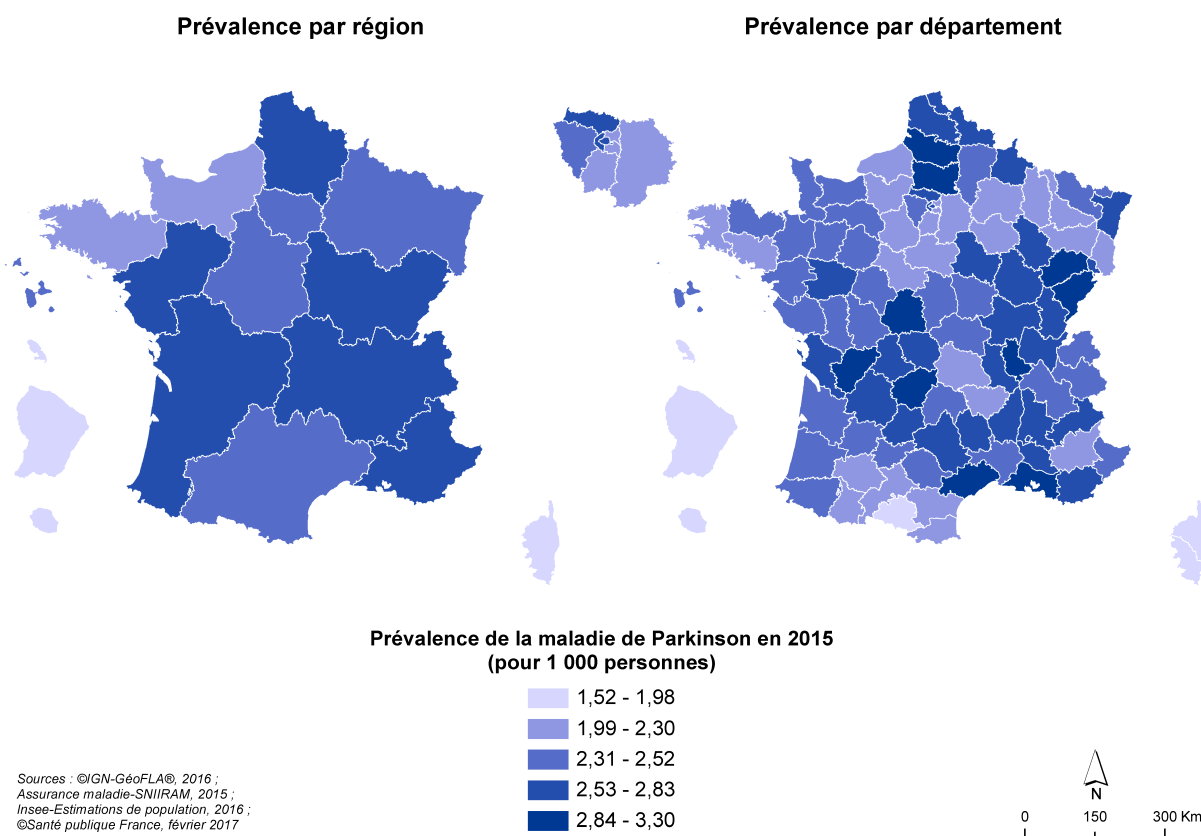 Prévalence par région
Prévalence par département
Prévalence de la maladie de Parkinson en 2015
(pour 1 000 personnes)
1,52 - 1,98
1,99 - 2,30
2,31 - 2,52
2,53 - 2,83
2,84 - 3,30
Sources : ©IGN-GéoFLA®, 2016 ;
Assurance maladie-SNIIRAM, 2015 ;
Insee-Estimations de population, 2016 ;
©Santé publique France, février 2017
N
0 150 300 Km